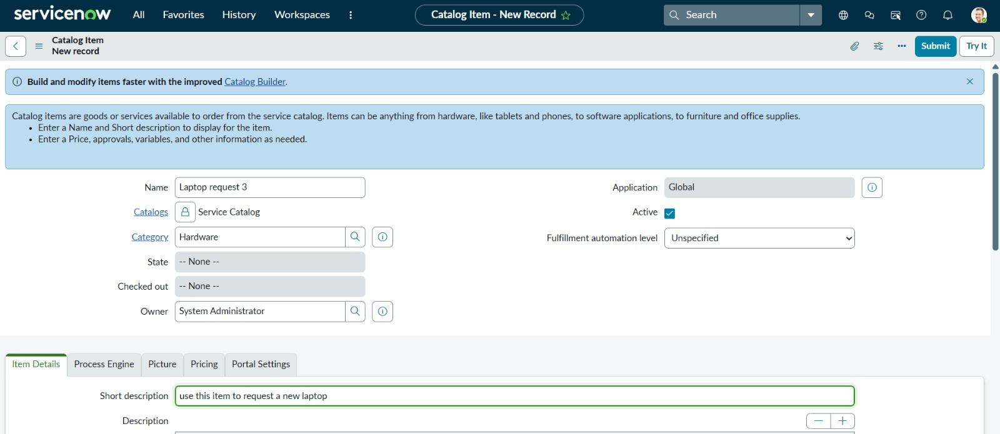 servicenow All Favorites History Workspaces Catalog Item - New Record Search
Catalog Item
New record
Submit Try It
Build and modify items faster with the improved Catalog Builder.
Catalog items are goods or services available to order from the service catalog. Items can be anything from hardware, like tablets and phones, to software applications, to furniture and office supplies.
• Enter a Name and Short description to display for the item.
• Enter a Price, approvals, variables, and other information as needed.
Name Laptop request 3
Application Global
Catalogs Service Catalog
Active
Category Hardware
Fulfillment automation level Unspecified
State -- None --
Checked out -- None --
Owner System Administrator
Item Details Process Engine Picture Pricing Portal Settings
Short description use this item to request a new laptop
Description